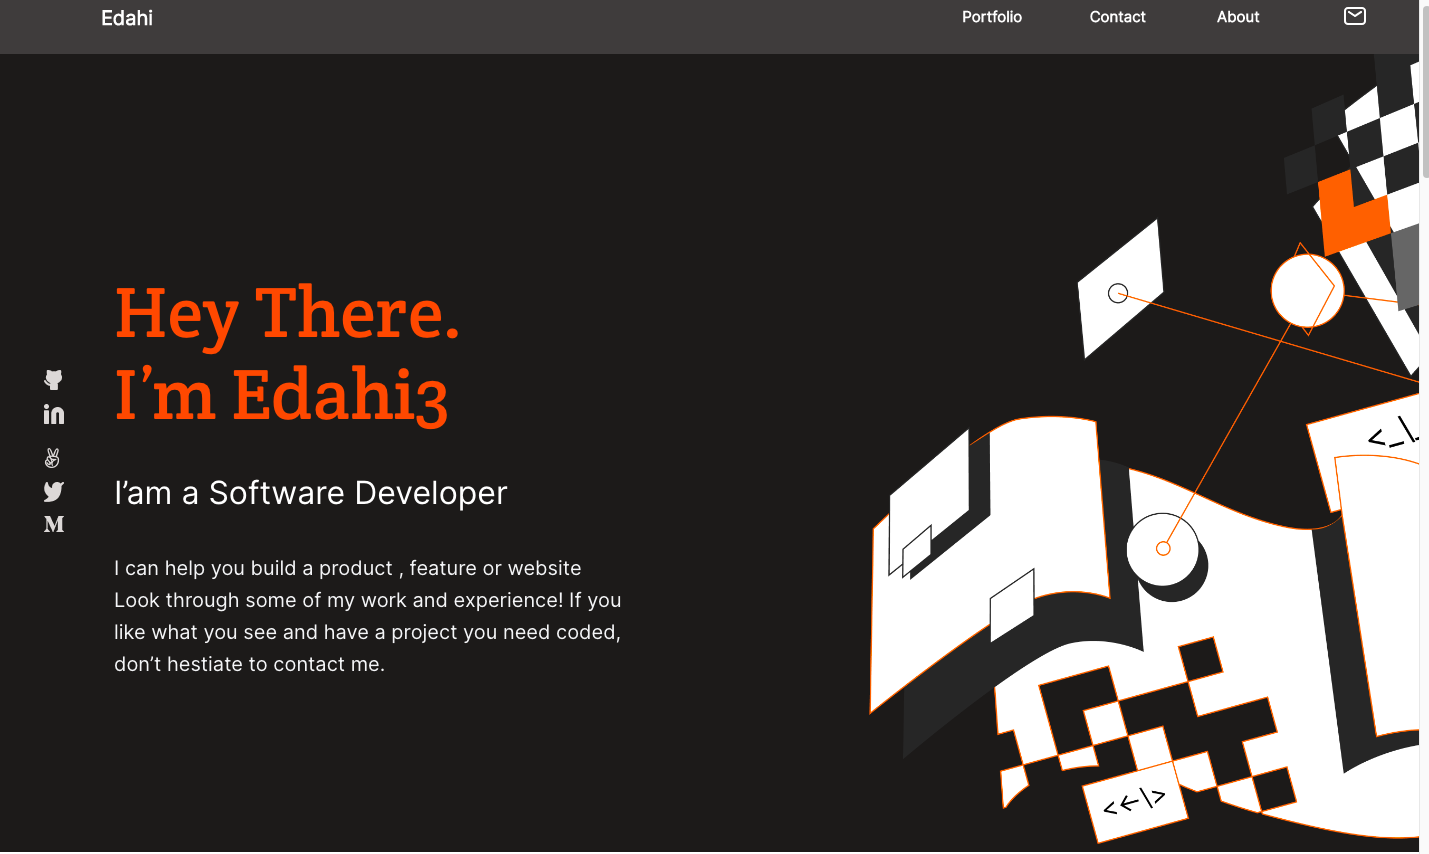 Edahi
Portfolio
Contact
About
Hey There.
I’m Edahi3
I’am a Software Developer
I can help you build a product , feature or website
Look through some of my work and experience! If you
like what you see and have a project you need coded,
don’t hestiate to contact me.
<_|\
<←|>